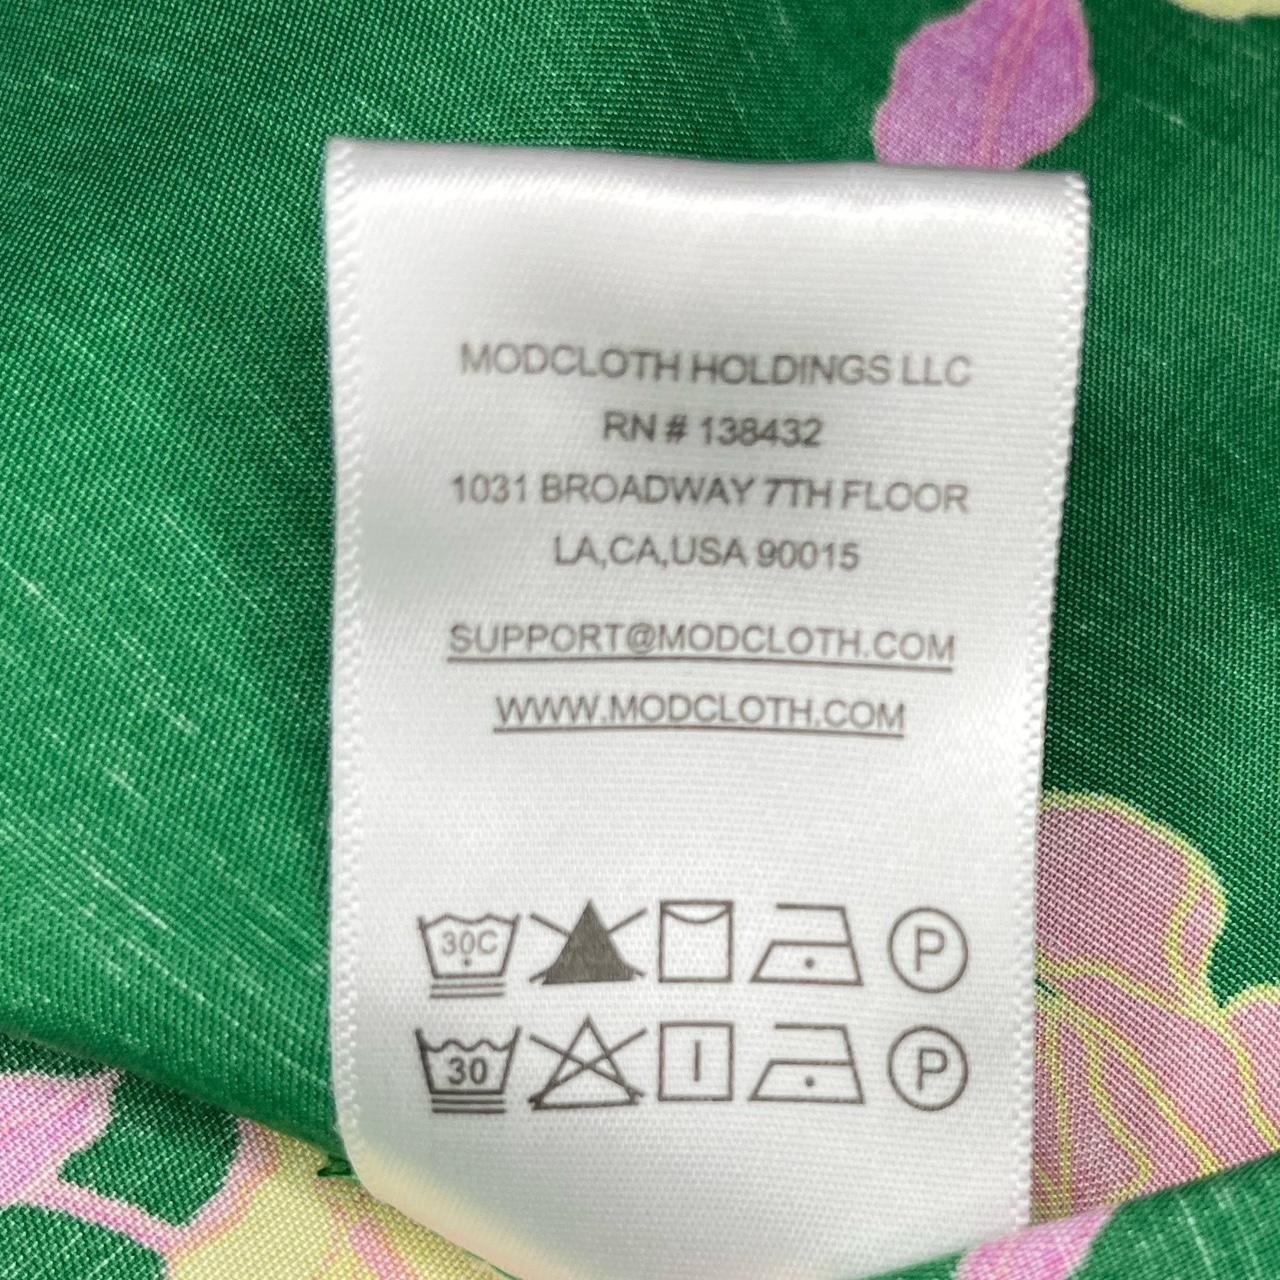 MODCLOTH HOLDINGS LLC
RN # 138432
1031 BROADWAY 7TH FLOOR
LA,CA,USA 90015
SUPPORT@MODCLOTH.COM
WWW.MODCLOTH.COM
30C P
30 P